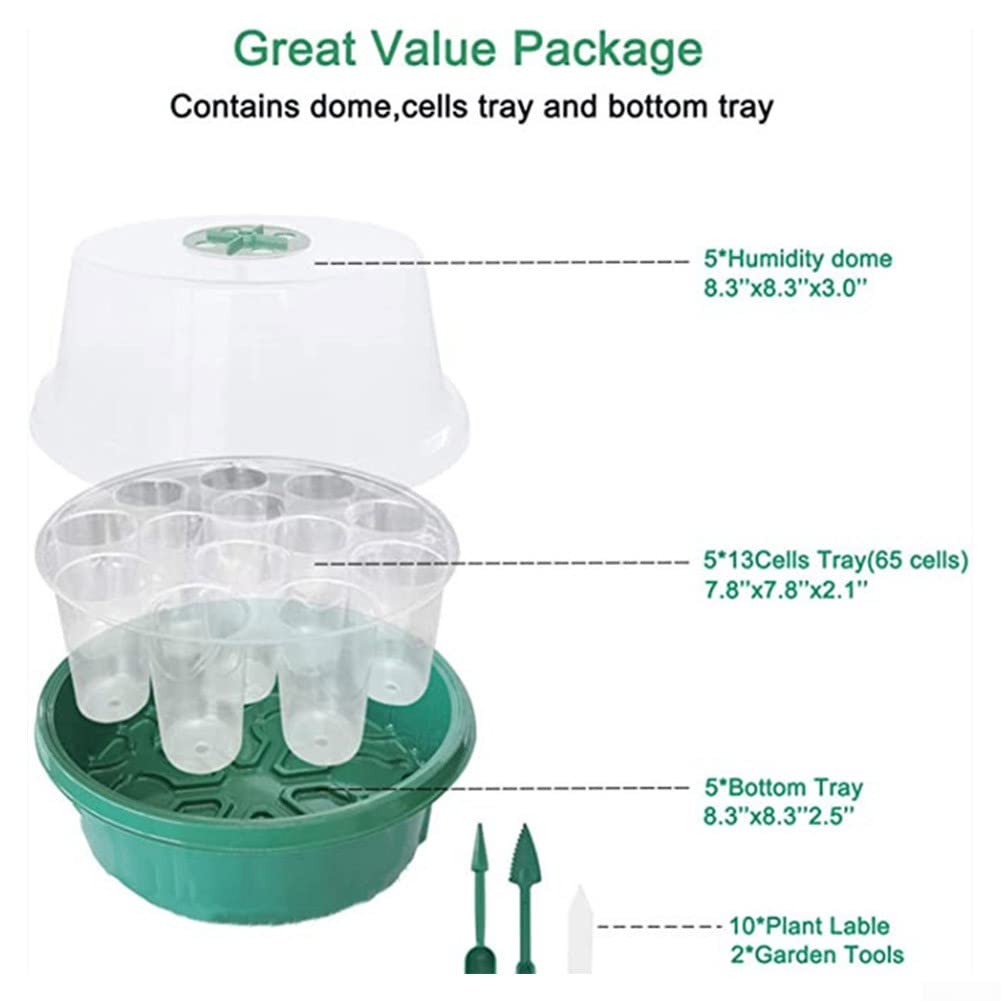 Great Value Package
Contains dome,cells tray and bottom tray
5*Humidity dome
8.3''x8.3''x3.0''
5*13Cells Tray(65 cells)
7.8''x7.8''x2.1''
5*Bottom Tray
8.3''x8.3''2.5''
10*Plant Lable
2*Garden Tools